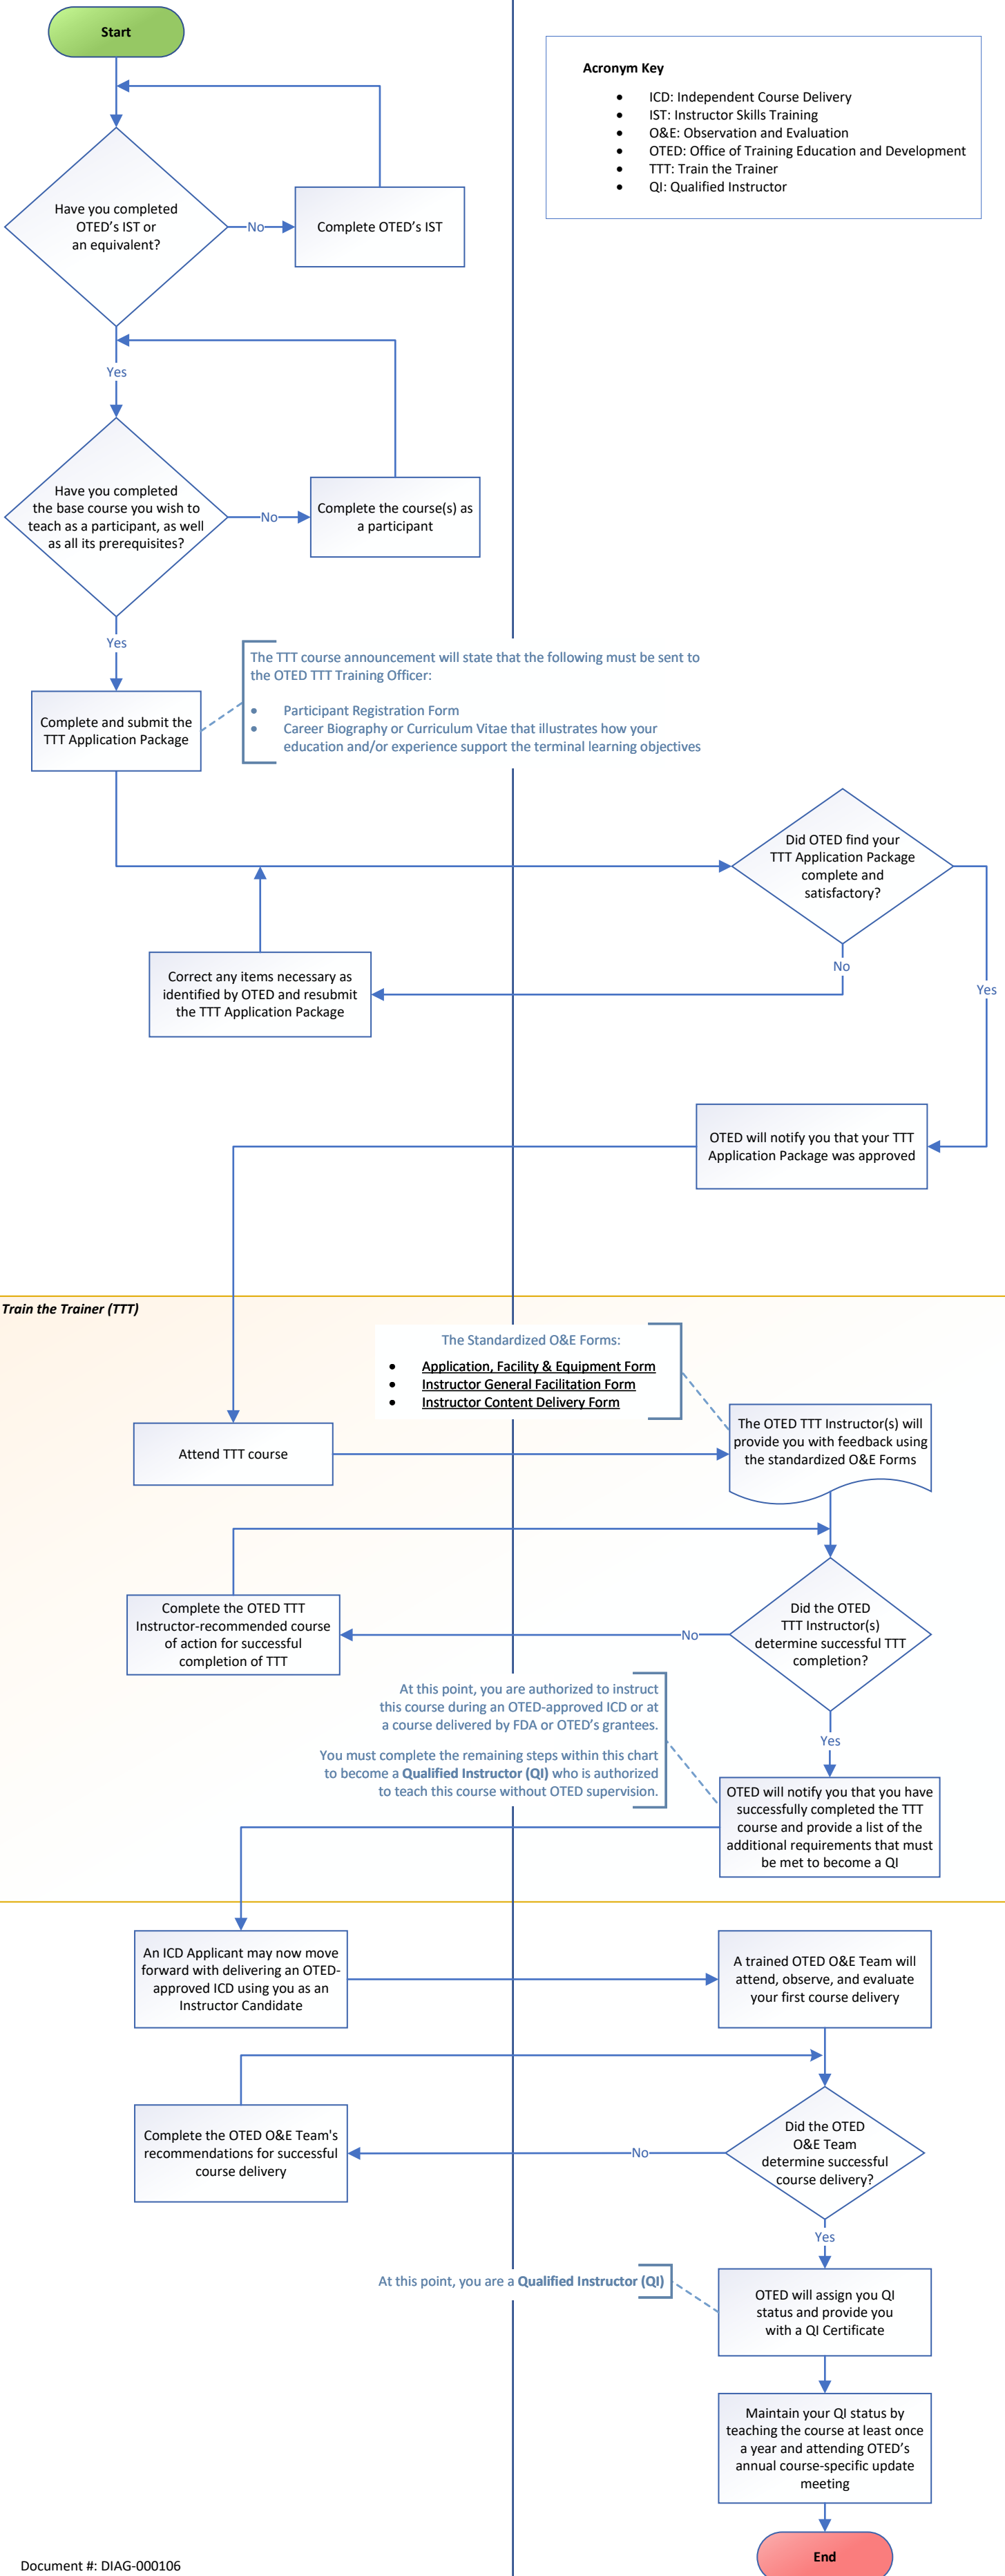 Start
Acronym Key
• ICD: Independent Course Delivery
• IST: Instructor Skills Training
• O&E: Observation and Evaluation
• OTED: Office of Training Education and Development
• TTT: Train the Trainer
• QI: Qualified Instructor
Have you completed
OTED’s IST or
an equivalent?
No
Complete OTED’s IST
Yes
Have you completed
the base course you wish to
teach as a participant, as well
as all its prerequisites?
No
Complete the course(s) as
a participant
Yes
The TTT course announcement will state that the following must be sent to
the OTED TTT Training Officer:
• Participant Registration Form
• Career Biography or Curriculum Vitae that illustrates how your
education and/or experience support the terminal learning objectives
Complete and submit the
TTT Application Package
Did OTED find your
TTT Application Package
complete and
satisfactory?
No
Yes
Correct any items necessary as
identified by OTED and resubmit
the TTT Application Package
OTED will notify you that your TTT
Application Package was approved
Train the Trainer (TTT)
The Standardized O&E Forms:
• Application, Facility & Equipment Form
• Instructor General Facilitation Form
• Instructor Content Delivery Form
Attend TTT course
The OTED TTT Instructor(s) will
provide you with feedback using
the standardized O&E Forms
Complete the OTED TTT
Instructor-recommended course
of action for successful
completion of TTT
No
Did the OTED
TTT Instructor(s)
determine successful TTT
completion?
At this point, you are authorized to instruct
this course during an OTED-approved ICD or at
a course delivered by FDA or OTED’s grantees.
You must complete the remaining steps within this chart
to become a Qualified Instructor (QI) who is authorized
to teach this course without OTED supervision.
Yes
OTED will notify you that you have
successfully completed the TTT
course and provide a list of the
additional requirements that must
be met to become a QI
An ICD Applicant may now move
forward with delivering an OTED-
approved ICD using you as an
Instructor Candidate
A trained OTED O&E Team will
attend, observe, and evaluate
your first course delivery
Complete the OTED O&E Team's
recommendations for successful
course delivery
No
Did the OTED
O&E Team
determine successful
course delivery?
Yes
At this point, you are a Qualified Instructor (QI)
OTED will assign you QI
status and provide you
with a QI Certificate
Maintain your QI status by
teaching the course at least once
a year and attending OTED’s
annual course-specific update
meeting
End
Document #: DIAG-000106